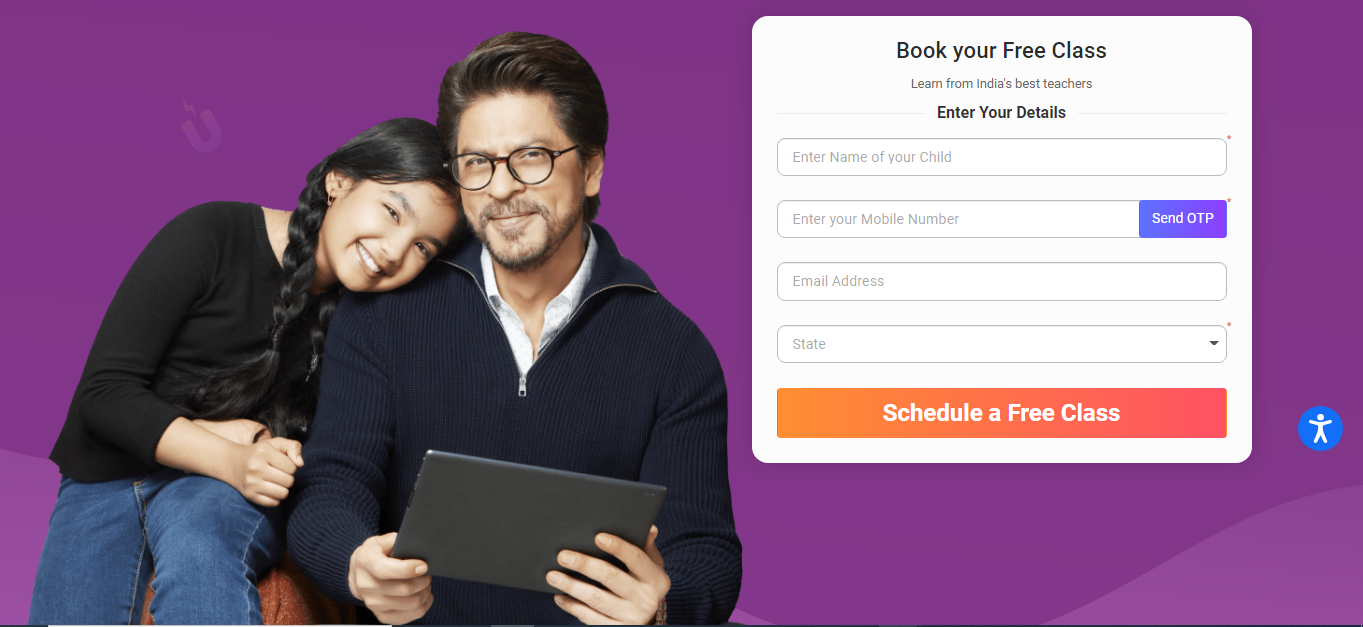 Book your Free Class
Learn from India's best teachers
Enter Your Details
Enter Name of your Child
*
Enter your Mobile Number
Send OTP
*
Email Address
State
*
Schedule a Free Class